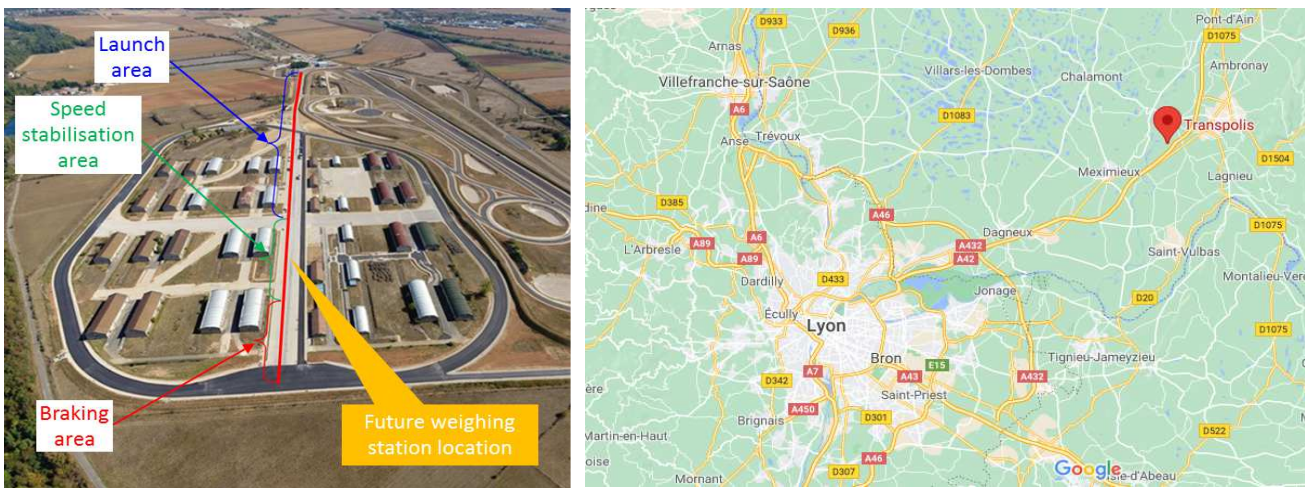 Launch
area
Speed
stabilisation
area
Braking
area
Future weighing
station location
D933
D936
Arnas
Villefranche-sur-Saône
A6
Villars-les-Dombes
Chalamont
Pont-d'Ain
D1075
Ambronay
D1083
Trévoux
Anse
Transpolis
D1504
Meximieux
Lagnieu
D385
A46
L'Arbresle
A89
A6
A89
Dardilly
D433
Dagneux
A432
A42
Saint-Vulbas
D1075
Montalieu-Ver
Jonage
D20
Écully
Lyon
Bron
D1075
Tignieu-Jameyzieu
A7
E15
D342
A43
A432
Saint-Priest
A450
Brignais
D301
D522
Martin-en-Haut
A46
Google
sle-d'Abeau
D307
Mornant